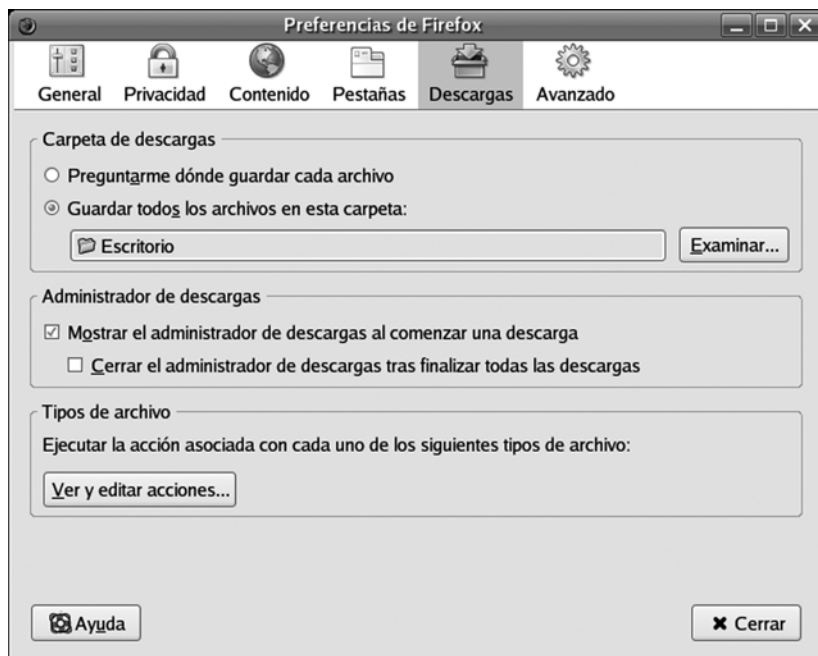 Preferencias de Firefox
General Privacidad Contenido Pestañas Descargas Avanzado
Carpeta de descargas
Preguntarme dónde guardar cada archivo
Guardar todos los archivos en esta carpeta:
Escritorio Examinar...
Administrador de descargas
Mostrar el administrador de descargas al comenzar una descarga
Cerrar el administrador de descargas tras finalizar todas las descargas
Tipos de archivo
Ejecutar la acción asociada con cada uno de los siguientes tipos de archivo:
Ver y editar acciones...
Ayuda Cerrar